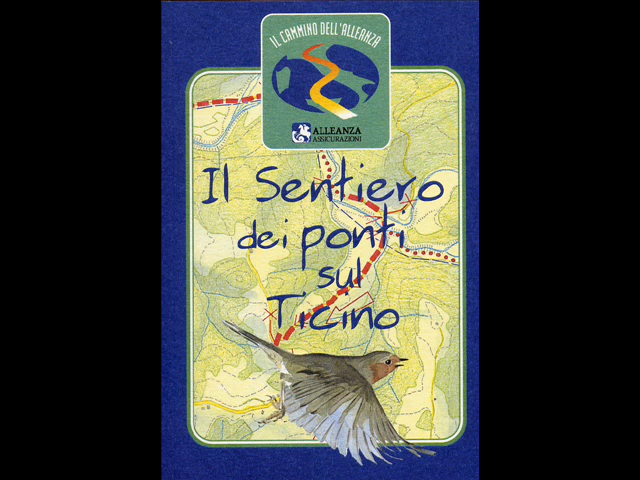 IL CAMMINO DELL'ALLEANZA
ALLEANZA
ASSICURAZIONI
Il Sentiero
dei ponti
sul
Ticino